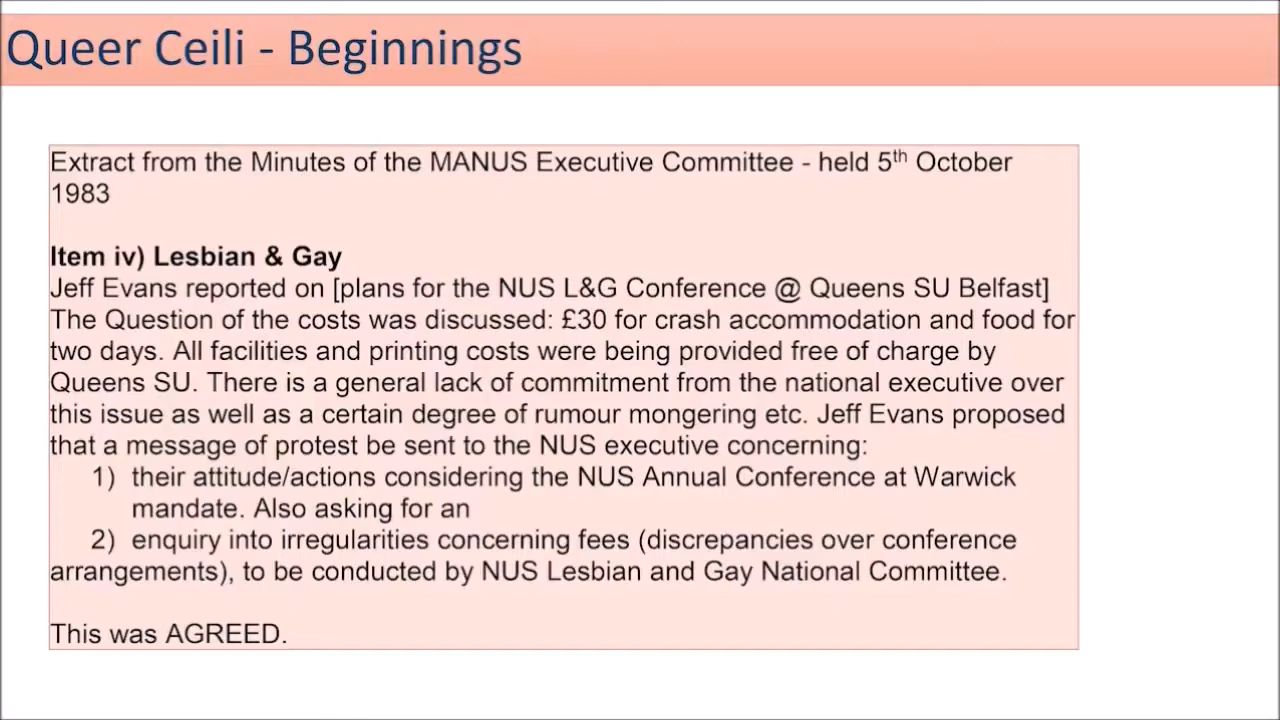 Queer Ceili - Beginnings
Extract from the Minutes of the MANUS Executive Committee - held 5th October
1983
Item iv) Lesbian & Gay
Jeff Evans reported on [plans for the NUS L&G Conference @ Queens SU Belfast]
The Question of the costs was discussed: £30 for crash accommodation and food for
two days. All facilities and printing costs were being provided free of charge by
Queens SU. There is a general lack of commitment from the national executive over
this issue as well as a certain degree of rumour mongering etc. Jeff Evans proposed
that a message of protest be sent to the NUS executive concerning:
1) their attitude/actions considering the NUS Annual Conference at Warwick
mandate. Also asking for an
2) enquiry into irregularities concerning fees (discrepancies over conference
arrangements), to be conducted by NUS Lesbian and Gay National Committee.
This was AGREED.